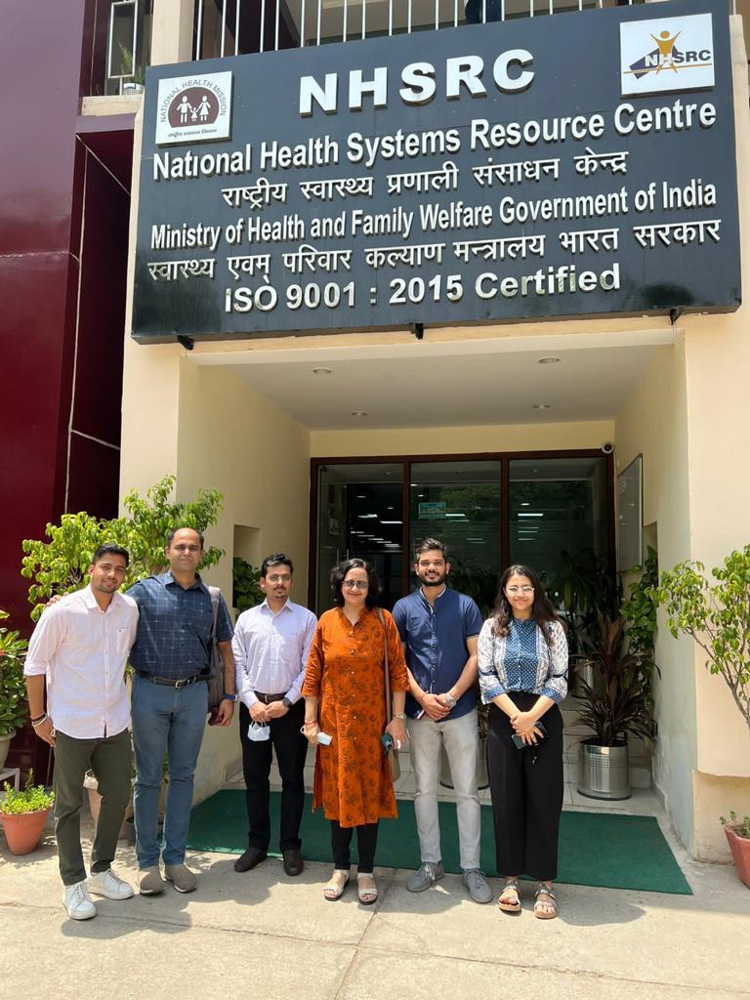 NATIONAL HEALTH MISSION
NHSRC
NHSRC
National Health Systems Resource Centre
राष्ट्रीय स्वास्थ्य प्रणाली संसाधन केन्द्र
Ministry of Health and Family Welfare Government of India
स्वास्थ्य एवम् परिवार कल्याण मन्त्रालय भारत सरकार
ISO 9001 : 2015 Certified